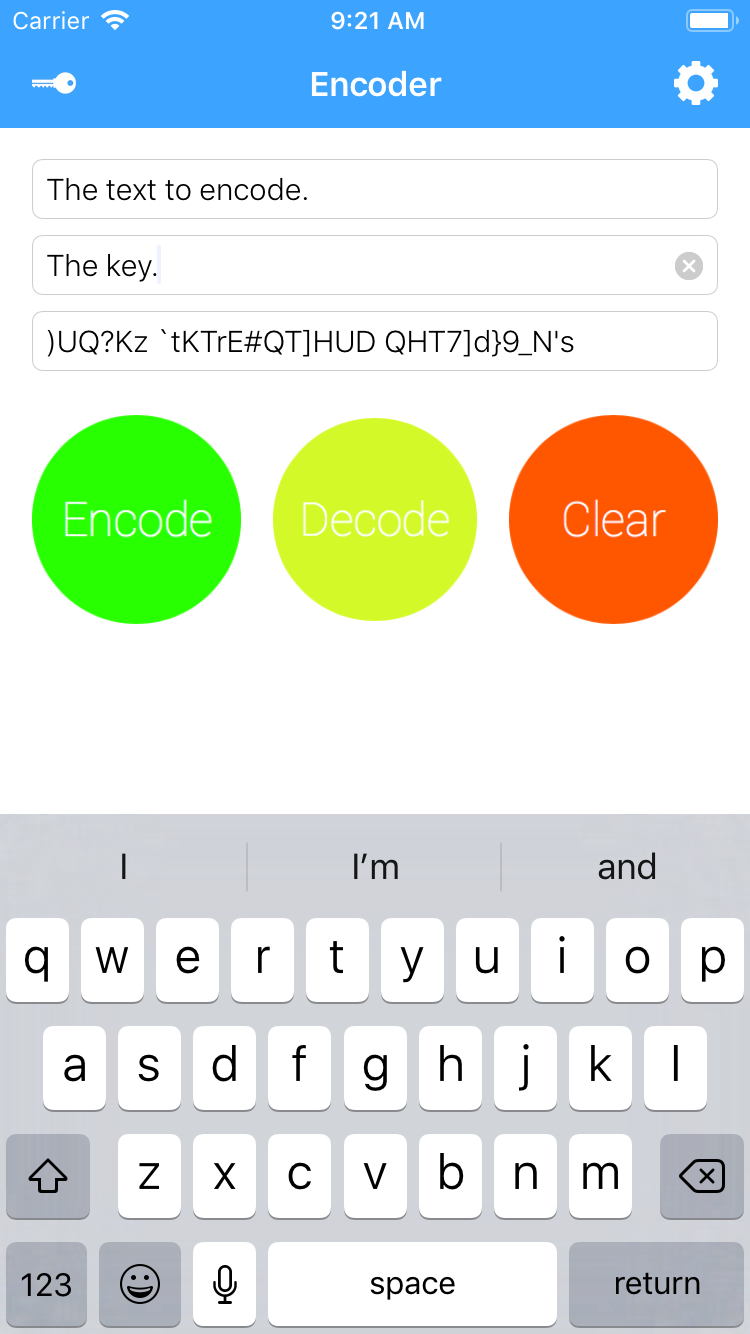 Carrier 9:21 AM
Encoder
The text to encode.
The key.
)UQ?Kz `tKTrE#QT]HUD QHT7]d}9_N's
Encode Decode Clear
I I’m and
q w e r t y u i o p
a s d f g h j k l
z x c v b n m
123 space return